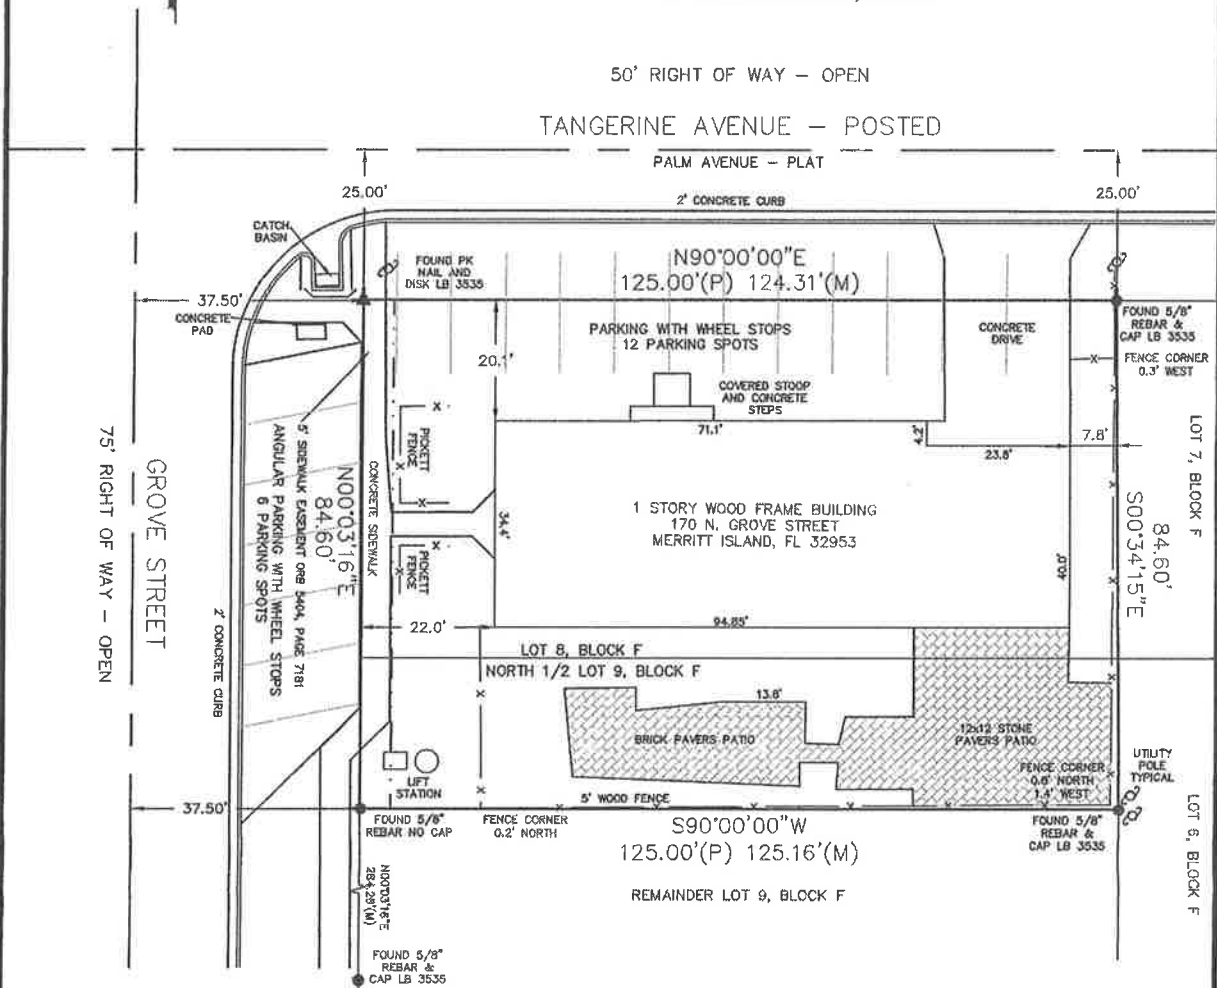 50' RIGHT OF WAY – OPEN
TANGERINE AVENUE – POSTED
PALM AVENUE – PLAT
25.00'
25.00'
2' CONCRETE CURB
CATCH
BASIN
FOUND PK
NAIL AND
DISK LB 3535
N90°00'00"E
125.00'(P) 124.31'(M)
37.50'
CONCRETE
PAD
PARKING WITH WHEEL STOPS
12 PARKING SPOTS
CONCRETE
DRIVE
FOUND 5/8"
REBAR &
CAP LB 3535
FENCE CORNER
0.3' WEST
20.1'
COVERED STOOP
AND CONCRETE
STEPS
71.1'
4.2'
23.8'
7.8'
LOT 7, BLOCK F
PICKETT
FENCE
75' RIGHT OF WAY – OPEN
GROVE STREET
5' SIDEWALK EASEMENT ORB 5404, PAGE 7181
ANGULAR PARKING WITH WHEEL STOPS
6 PARKING SPOTS
N00°03'16"E
84.60'
CONCRETE SIDEWALK
34.4'
1 STORY WOOD FRAME BUILDING
170 N. GROVE STREET
MERRITT ISLAND, FL 32953
40.0'
84.60'
S00°34'15"E
PICKETT
FENCE
2' CONCRETE CURB
22.0'
94.85'
LOT 8, BLOCK F
NORTH 1/2 LOT 9, BLOCK F
13.8'
BRICK PAVERS PATIO
12x12 STONE
PAVERS PATIO
UTILITY
POLE
TYPICAL
FENCE CORNER
0.6' NORTH
1.4' WEST
LIFT
STATION
5' WOOD FENCE
37.50'
FOUND 5/8"
REBAR NO CAP
FENCE CORNER
0.2' NORTH
S90°00'00"W
125.00'(P) 125.16'(M)
FOUND 5/8"
REBAR &
CAP LB 3535
LOT 6, BLOCK F
N00°03'16"E
284.28'(M)
REMAINDER LOT 9, BLOCK F
FOUND 5/8"
REBAR &
CAP LB 3535